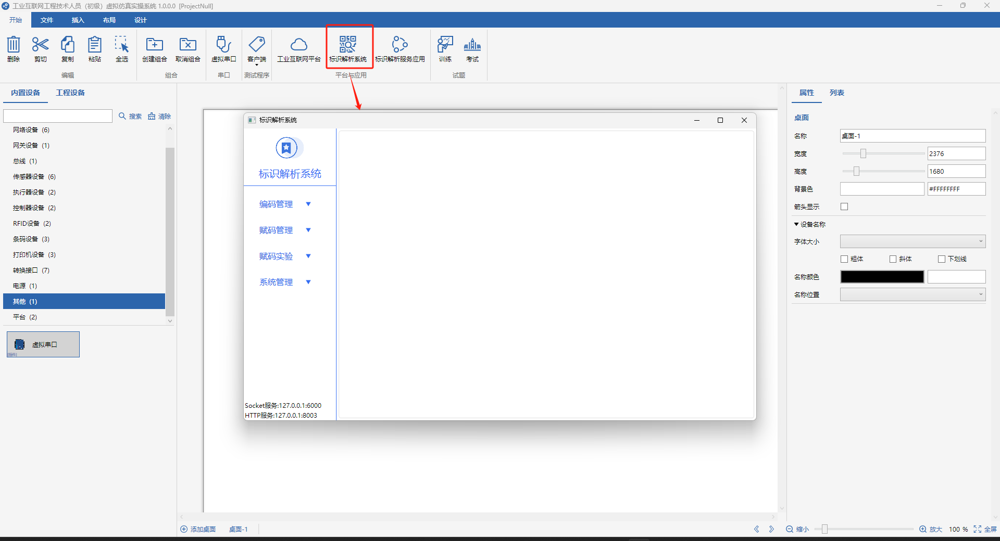 工业互联网工程技术人员（初级）虚拟仿真实操系统 1.0.0.0 [ProjectNull]
开始 文件 插入 布局 设计
删除 剪切 复制 粘贴 全选 创建组合 取消组合 虚拟串口 客户端 工业互联网平台 标识解析系统 标识解析服务应用 训练 考试
编辑 组合 串口 测试程序 平台与应用 试题
内置设备 工程设备
搜索 清除
网络设备 (6)
网关设备 (1)
总线 (1)
传感器设备 (6)
执行器设备 (2)
控制器设备 (2)
RFID设备 (2)
条码设备 (3)
打印机设备 (3)
转换接口 (7)
电源 (1)
其他 (1)
平台 (2)
虚拟串口
[插件]
标识解析系统
标识解析系统
编码管理
赋码管理
赋码实验
系统管理
Socket服务:127.0.0.1:6000
HTTP服务:127.0.0.1:8003
属性 列表
桌面
名称 桌面-1
宽度 2376
高度 1680
背景色 #FFFFFFFF
箭头显示
设备名称
字体大小
粗体 斜体 下划线
名称颜色
名称位置
添加桌面 桌面-1
缩小 放大 100 % 全屏